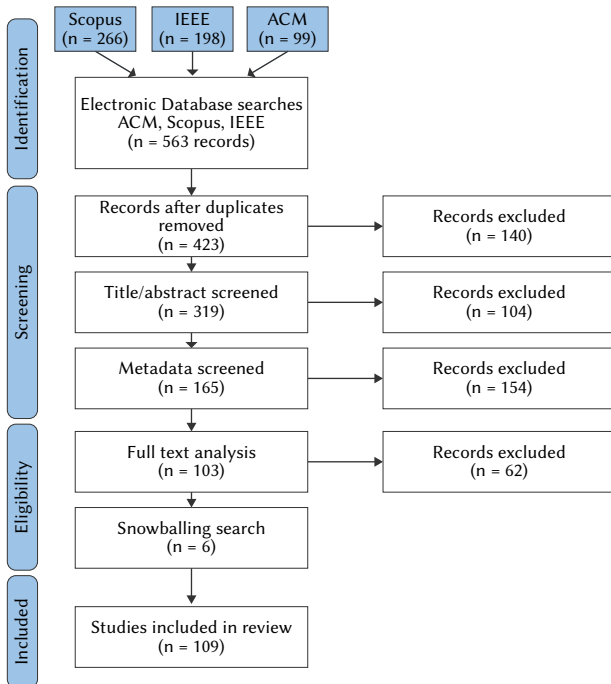 Scopus
(n = 266)
IEEE
(n = 198)
ACM
(n = 99)
Identification
Electronic Database searches
ACM, Scopus, IEEE
(n = 563 records)
Screening
Records after duplicates
removed
(n = 423)
Records excluded
(n = 140)
Title/abstract screened
(n = 319)
Records excluded
(n = 104)
Metadata screened
(n = 165)
Records excluded
(n = 154)
Eligibility
Full text analysis
(n = 103)
Records excluded
(n = 62)
Snowballing search
(n = 6)
Included
Studies included in review
(n = 109)